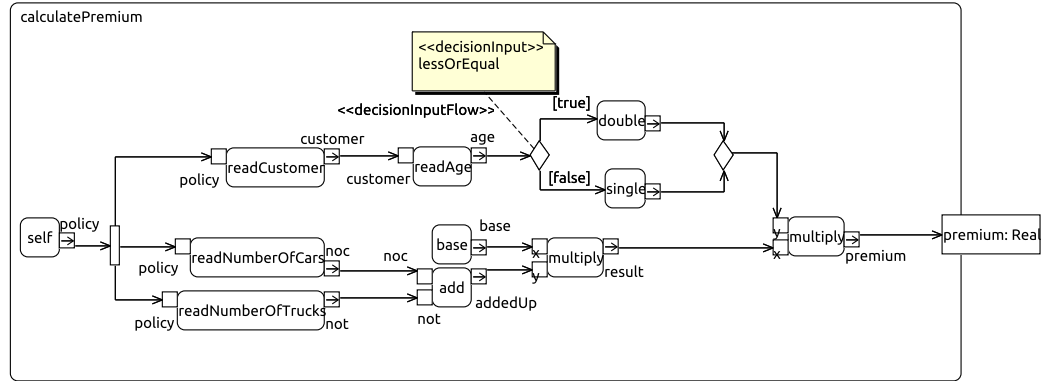 calculatePremium
<<decisionInput>>
lessOrEqual
<<decisionInputFlow>>
[true]
double
customer
age
readCustomer
readAge
policy
customer
[false]
single
policy
self
base
y
multiply
premium: Real
base
x
multiply
x
premium
readNumberOfCars
noc
noc
policy
result
y
add
addedUp
readNumberOfTrucks
policy
not
not